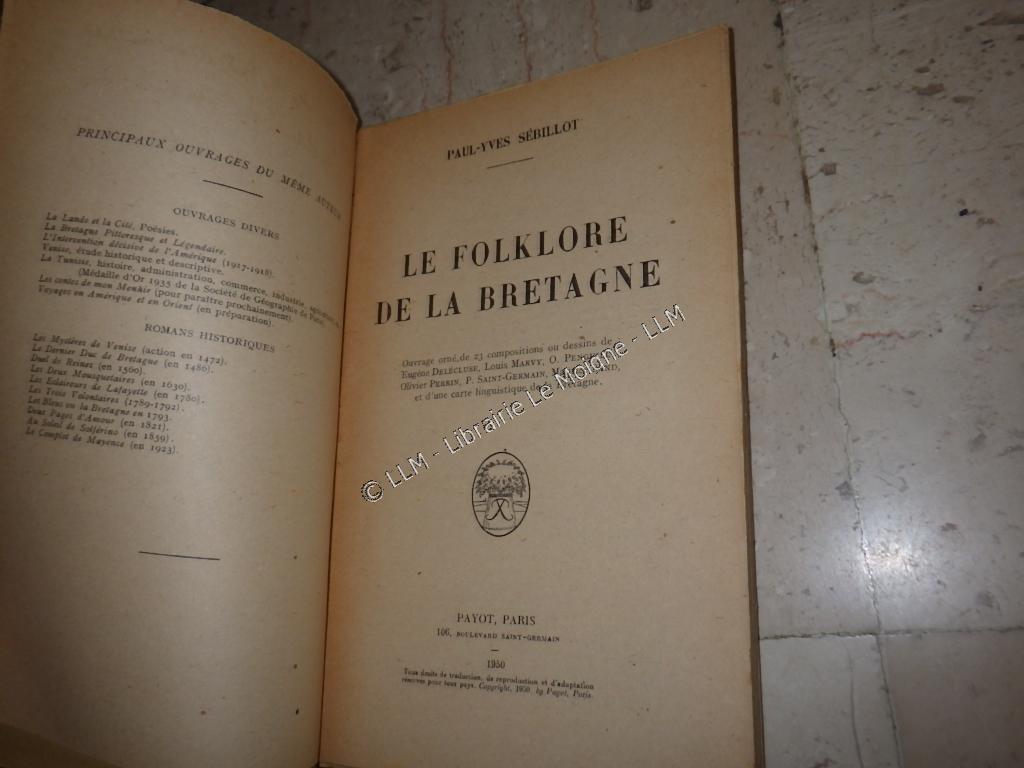 PRINCIPAUX OUVRAGES DU MÊME AUTEUR
OUVRAGES DIVERS
La Lande et la Cité, Poésies.
La Bretagne Pittoresque et Légendaire.
L'Intervention décisive de l'Amérique (1917-1918).
Venise, étude historique et descriptive.
La Tunisie, histoire, administration, commerce, industrie,
(Médaille d'Or 1935 de la Société de Géographie de Paris).
Les contes de mon Menhir (pour paraître prochainement).
Voyages en Amérique et en Orient (en préparation).
ROMANS HISTORIQUES
Les Mystères de Venise (action en 1472).
Le Dernier Duc de Bretagne (en 1486).
Duel de Reines (en 1560).
Les Deux Mousquetaires (en 1630).
Les Eclaireurs de Lafayette (en 1780).
Les Trois Volontaires (1789-1792).
Les Bleus ou la Bretagne en 1793.
Deux Pages d'Amour (en 1821).
Au Soleil de Solférino (en 1859).
Le Complot de Mayence (en 1923).
PAUL-YVES SÉBILLOT
LE FOLKLORE
DE LA BRETAGNE
Ouvrage orné de 23 compositions ou dessins de
Eugène DELÉCLUSE, Louis MARVY, O.
Olivier PERRIN, P. SAINT-GERMAIN,
et d'une carte linguistique de la Bretagne.
© LLM - Librairie Le Moigne - LLM
PAYOT, PARIS
106, BOULEVARD SAINT-GERMAIN
1950
Tous droits de traduction, de reproduction et d'adaptation
réservés pour tous pays. Copyright, 1950 by Payot, Paris.